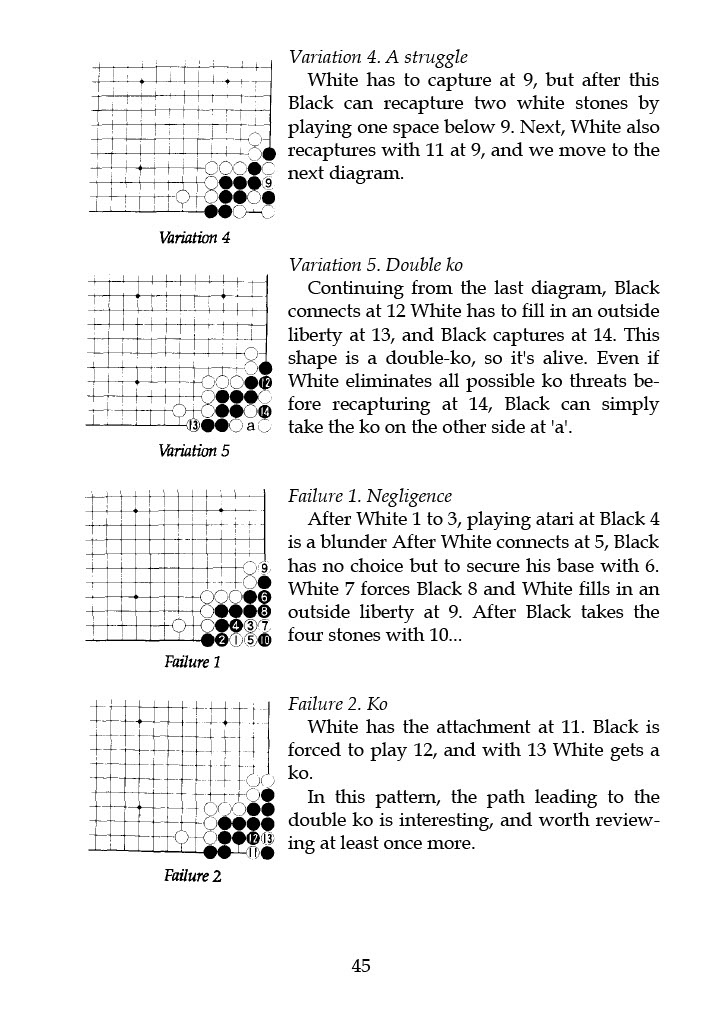 Variation 4. A struggle
White has to capture at 9, but after this
Black can recapture two white stones by
playing one space below 9. Next, White also
recaptures with 11 at 9, and we move to the
next diagram.
9
Variation 4
Variation 5. Double ko
Continuing from the last diagram, Black
connects at 12 White has to fill in an outside
liberty at 13, and Black captures at 14. This
shape is a double-ko, so it's alive. Even if
White eliminates all possible ko threats be-
fore recapturing at 14, Black can simply
take the ko on the other side at 'a'.
12
14
13 a
Variation 5
Failure 1. Negligence
After White 1 to 3, playing atari at Black 4
is a blunder After White connects at 5, Black
has no choice but to secure his base with 6.
White 7 forces Black 8 and White fills in an
outside liberty at 9. After Black takes the
four stones with 10...
9
6
8
4 3 7
2 1 5 10
Failure 1
Failure 2. Ko
White has the attachment at 11. Black is
forced to play 12, and with 13 White gets a
ko.
In this pattern, the path leading to the
double ko is interesting, and worth review-
ing at least once more.
12 13
11
Failure 2
45